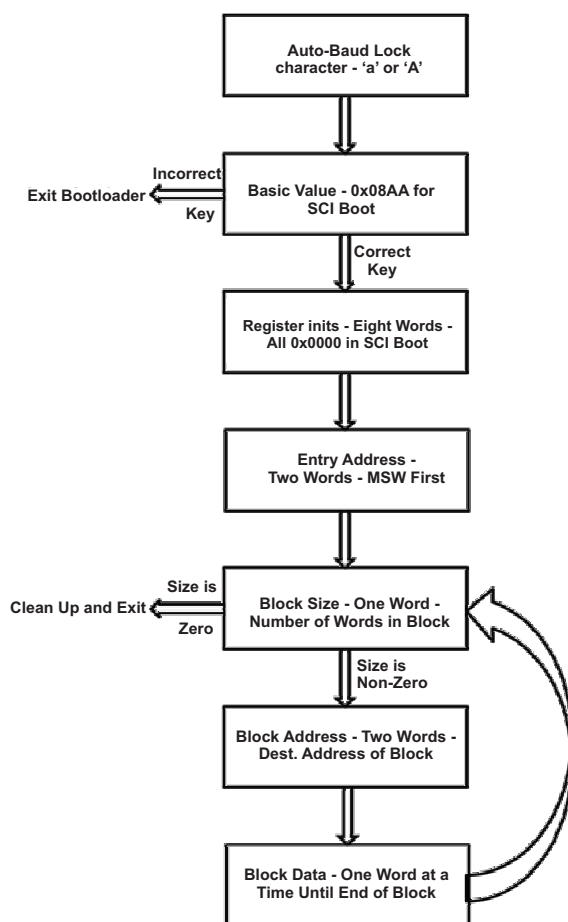 Auto-Baud Lock
character - ‘a’ or ‘A’
Incorrect
Exit Bootloader
Key
Basic Value - 0x08AA for
SCI Boot
Correct
Key
Register inits - Eight Words -
All 0x0000 in SCI Boot
Entry Address -
Two Words - MSW First
Size is
Clean Up and Exit
Zero
Block Size - One Word -
Number of Words in Block
Size is
Non-Zero
Block Address - Two Words -
Dest. Address of Block
Block Data - One Word at a
Time Until End of Block